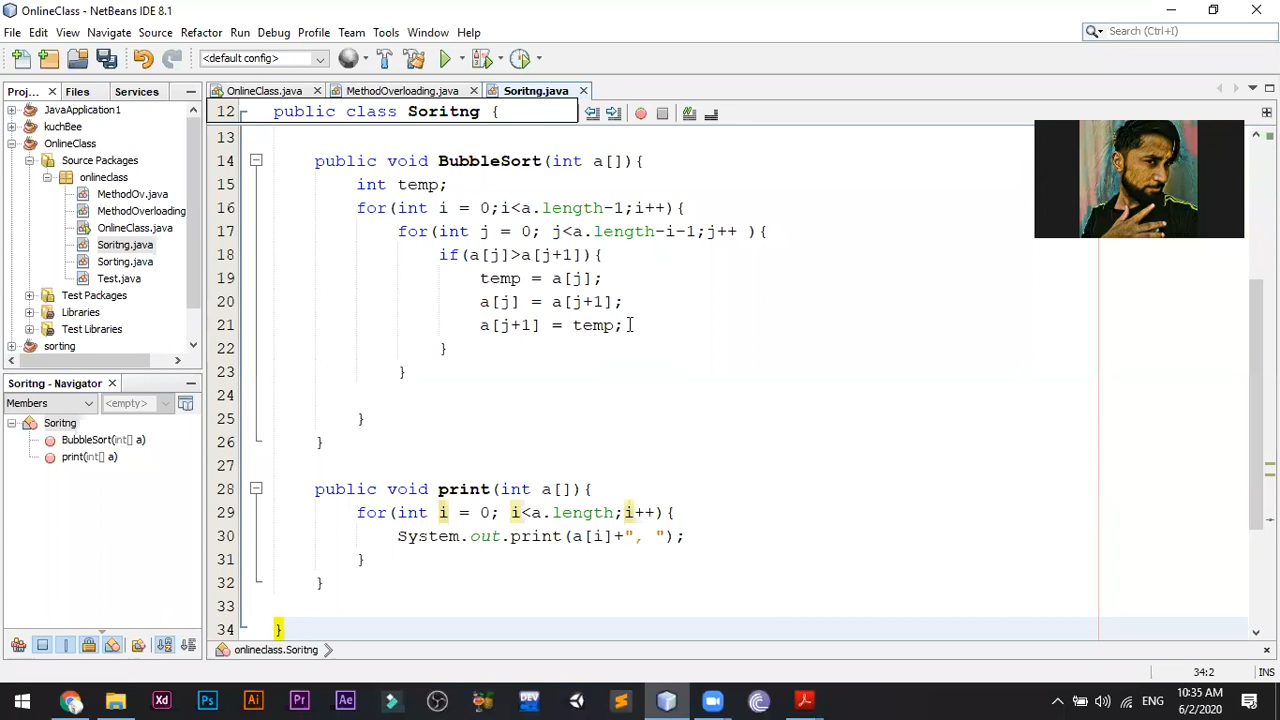 OnlineClass - NetBeans IDE 8.1
File Edit View Navigate Source Refactor Run Debug Profile Team Tools Window Help
Search (Ctrl+I)
<default config>
Proj... Files Services
OnlineClass.java MethodOverloading.java Soritng.java
JavaApplication1
kuchBee
OnlineClass
Source Packages
onlineclass
MethodOv.java
MethodOverloading
OnlineClass.java
Soritng.java
Sorting.java
Test.java
Test Packages
Libraries
Test Libraries
sorting
Soritng - Navigator
Members <empty>
Soritng
BubbleSort(int[] a)
print(int[] a)
12 public class Soritng {
13
14 public void BubbleSort(int a[]){
15 int temp;
16 for(int i = 0;i<a.length-1;i++){
17 for(int j = 0; j<a.length-i-1;j++ ){
18 if(a[j]>a[j+1]){
19 temp = a[j];
20 a[j] = a[j+1];
21 a[j+1] = temp;
22 }
23 }
24
25 }
26 }
27
28 public void print(int a[]){
29 for(int i = 0; i<a.length;i++){
30 System.out.print(a[i]+", ");
31 }
32 }
33
34 }
onlineclass.Soritng
34:2 INS
Xd Ps Ai Pr Ae DEV
ENG
10:35 AM
6/2/2020